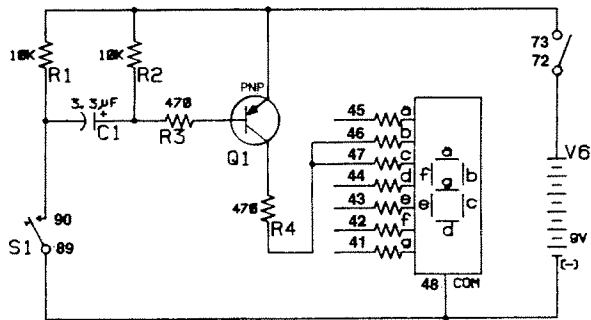 10K
R1
10K
R2
3.3µF
+
C1
470
R3
PNP
Q1
470
R4
90
89
S1
45
46
47
44
43
42
41
a
b
c
d
e
f
g
a
f
b
g
e
c
d
48
COM
73
72
V6
9V
(-)